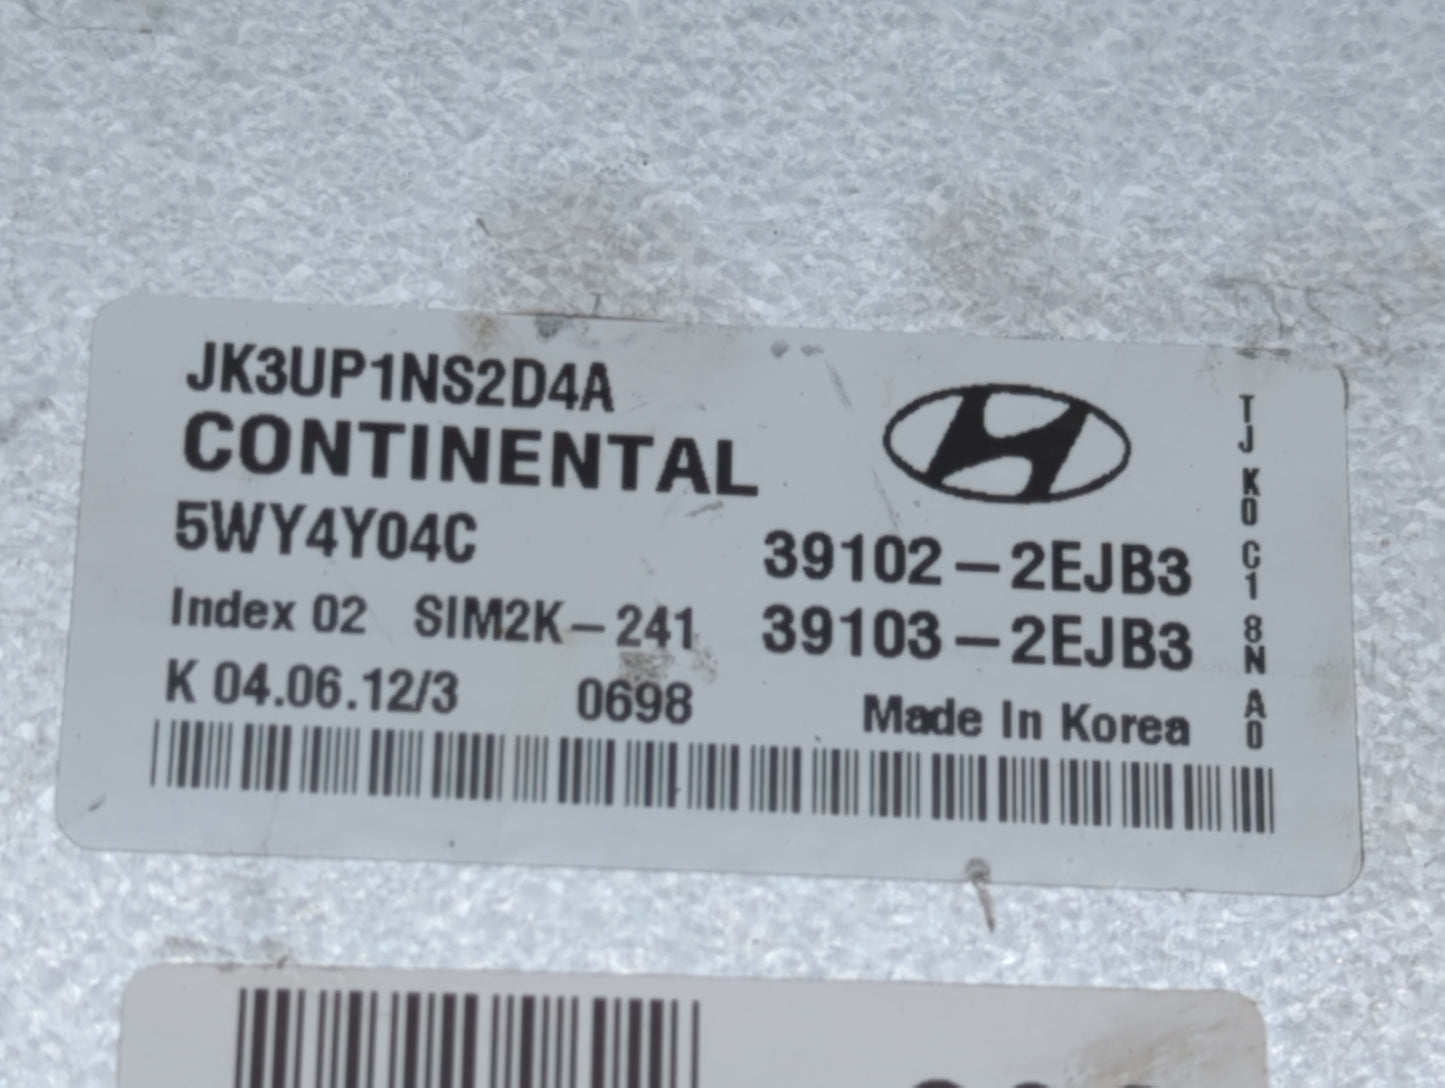 JK3UP1NS2D4A
CONTINENTAL
5WY4Y04C
39102-2EJB3
Index 02 SIM2K-241
39103-2EJB3
K 04.06.12/3 0698
Made In Korea
TJ K0 C1 8N A0